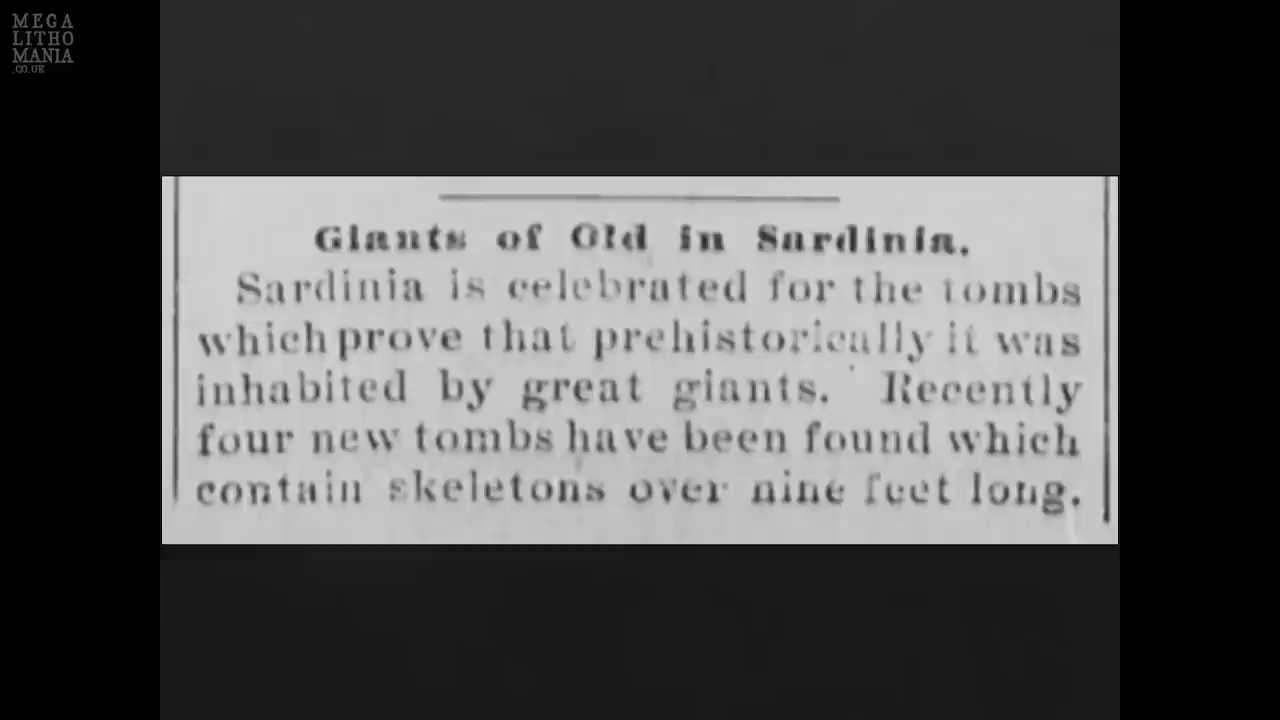 MEGA
LITHO
MANIA
.CO.UK
Giants of Old in Sardinia.
Sardinia is celebrated for the tombs
which prove that prehistorically it was
inhabited by great giants. Recently
four new tombs have been found which
contain skeletons over nine feet long.